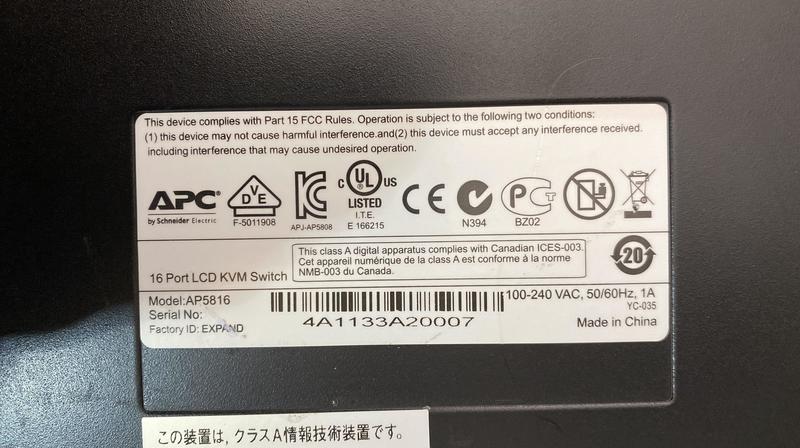 This device complies with Part 15 FCC Rules. Operation is subject to the following two conditions:
(1) this device may not cause harmful interference.and(2) this device must accept any interference received.
including interference that may cause undesired operation.
APC®
by Schneider Electric
DVE
F-5011908
KC
APJ-AP5808
C UL® US
LISTED
I.T.E.
E 166215
CE
N394
PCT
BZ02
16 Port LCD KVM Switch
This class A digital apparatus complies with Canadian ICES-003.
Cet appareil numérique de la class A est conforme à la norme
NMB-003 du Canada.
20
Model:AP5816
Serial No:
Factory ID: EXPAND
4A1133A20007
100-240 VAC, 50/60Hz, 1A
YC-035
Made in China
この装置は,クラスA情報技術装置です。